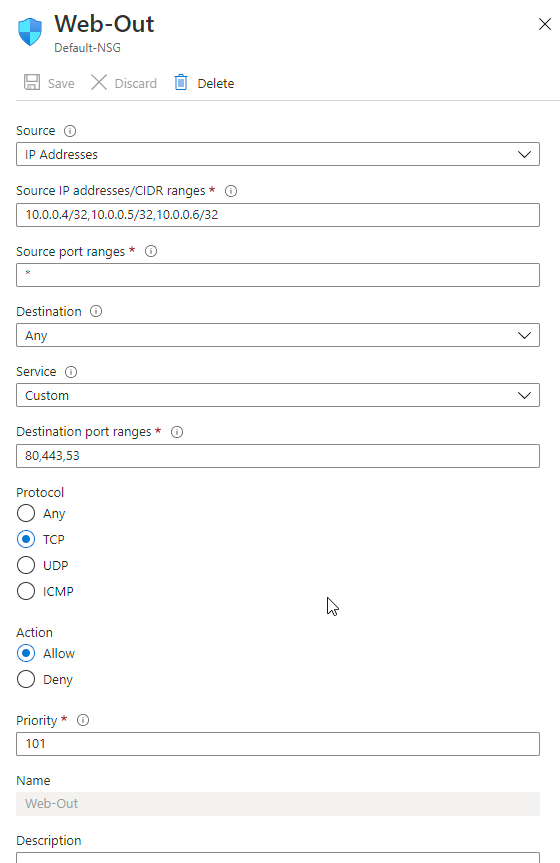 Web-Out
Default-NSG
Save Discard Delete
Source
IP Addresses
Source IP addresses/CIDR ranges *
10.0.0.4/32,10.0.0.5/32,10.0.0.6/32
Source port ranges *
*
Destination
Any
Service
Custom
Destination port ranges *
80,443,53
Protocol
Any
TCP
UDP
ICMP
Action
Allow
Deny
Priority *
101
Name
Web-Out
Description